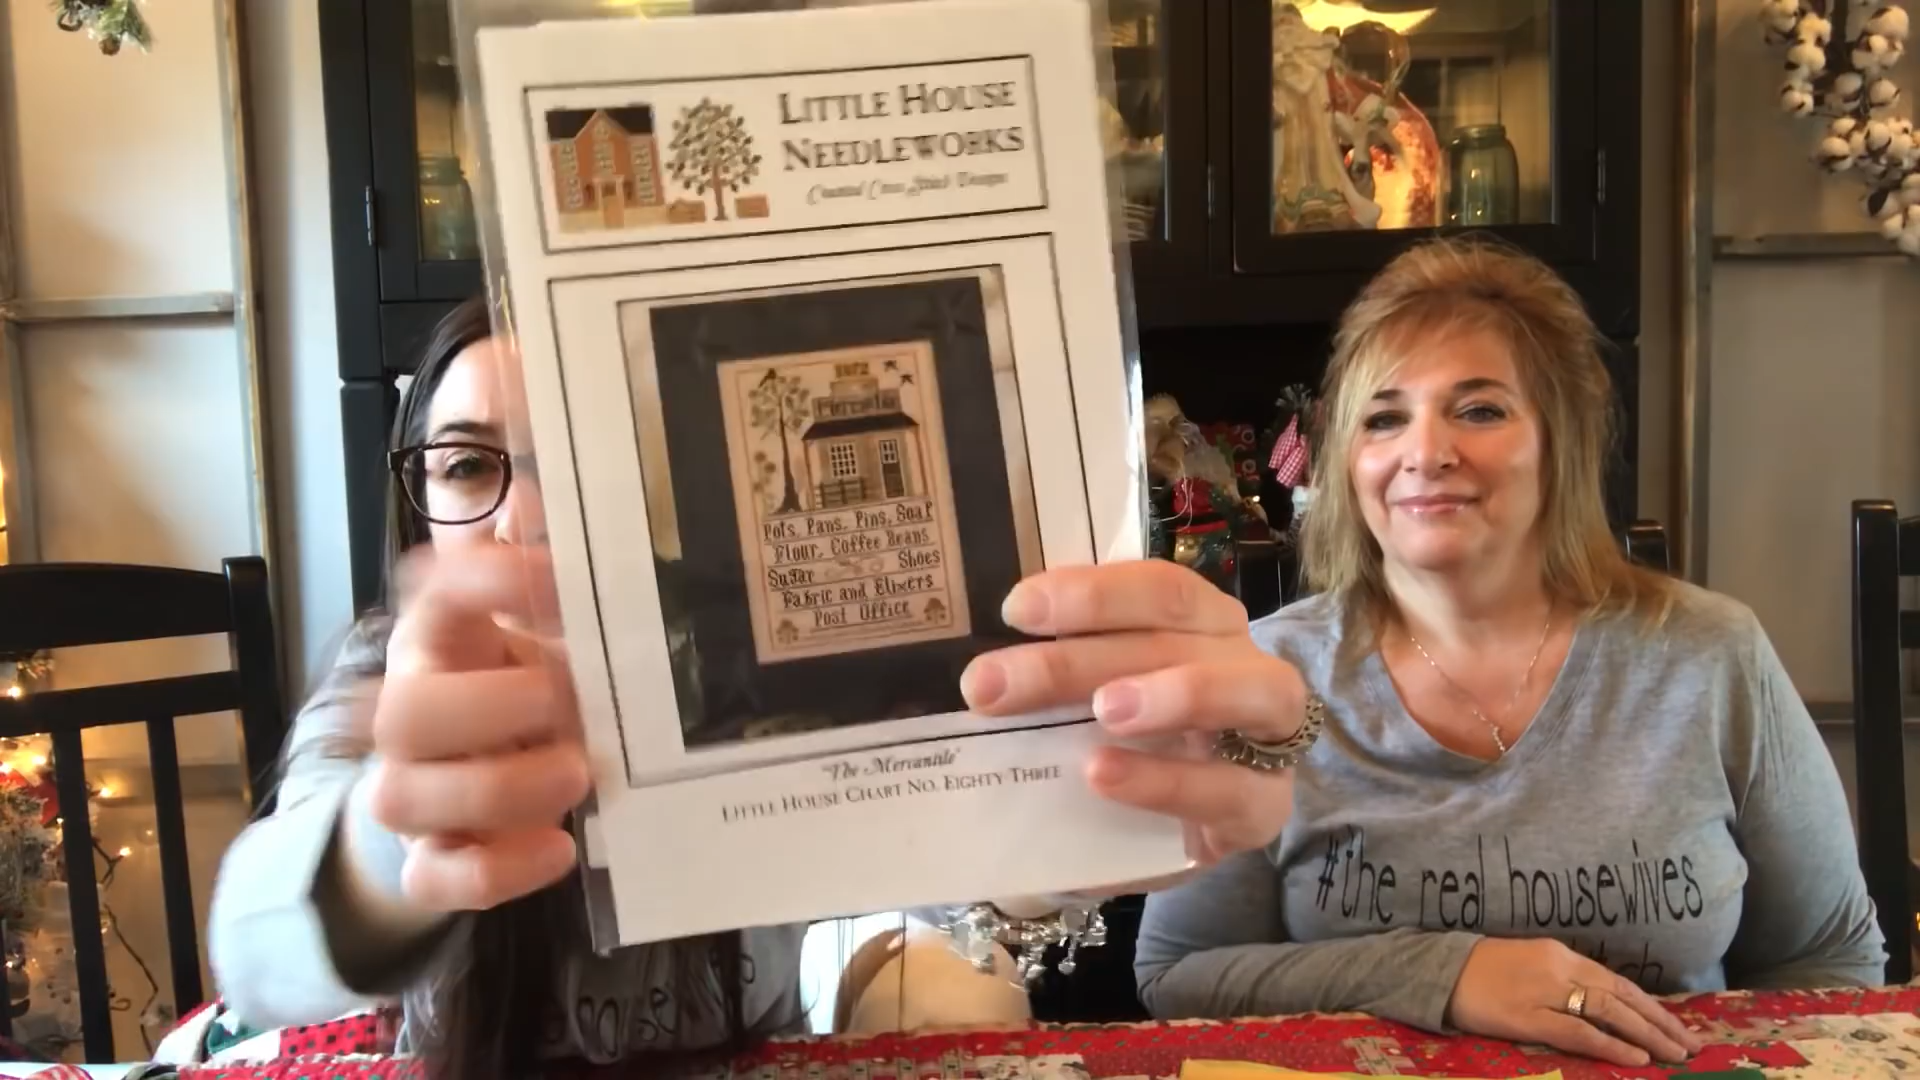 LITTLE HOUSE
NEEDLEWORKS
Counted Cross Stitch Designs
1872
Mercantile
Pots, Pans, Pins, Soap
Flour, Coffee Beans
Sugar Shoes
Fabric and Elixers
Post Office
"The Mercantile"
LITTLE HOUSE CHART NO. EIGHTY THREE
#the real housewives